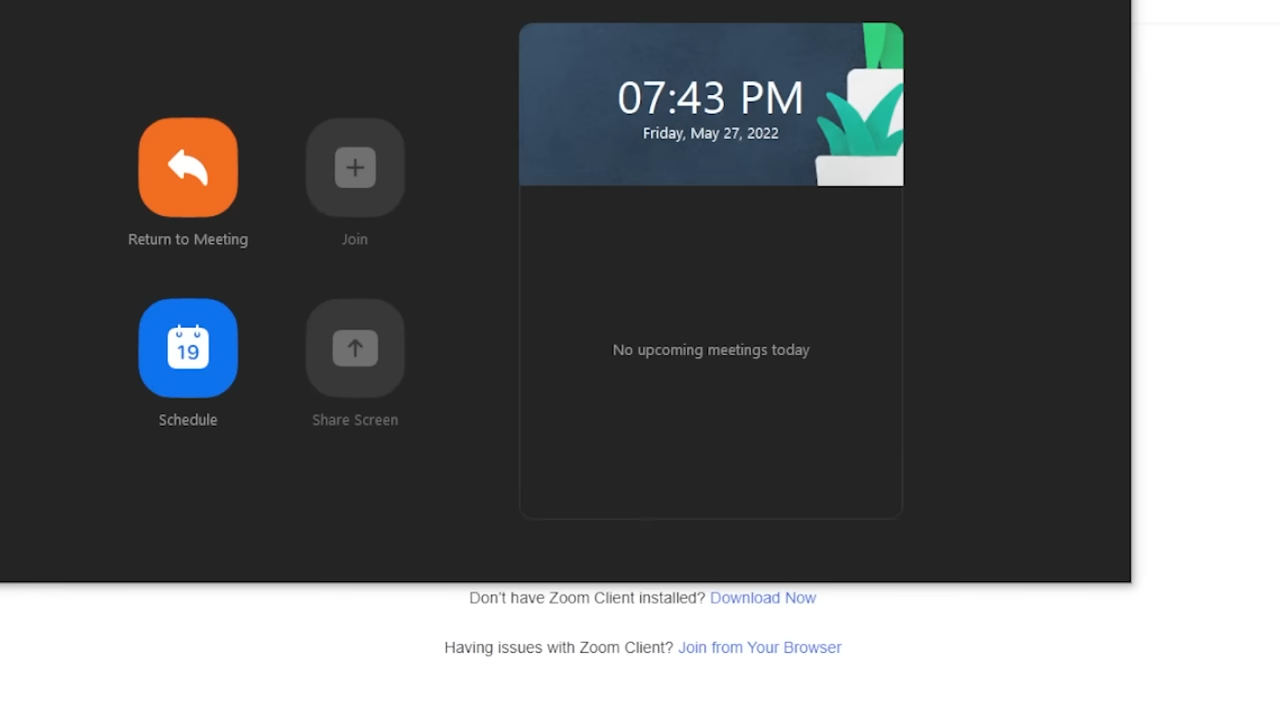 07:43 PM
Friday, May 27, 2022
Return to Meeting
Join
19
Schedule
Share Screen
No upcoming meetings today
Don't have Zoom Client installed? Download Now
Having issues with Zoom Client? Join from Your Browser